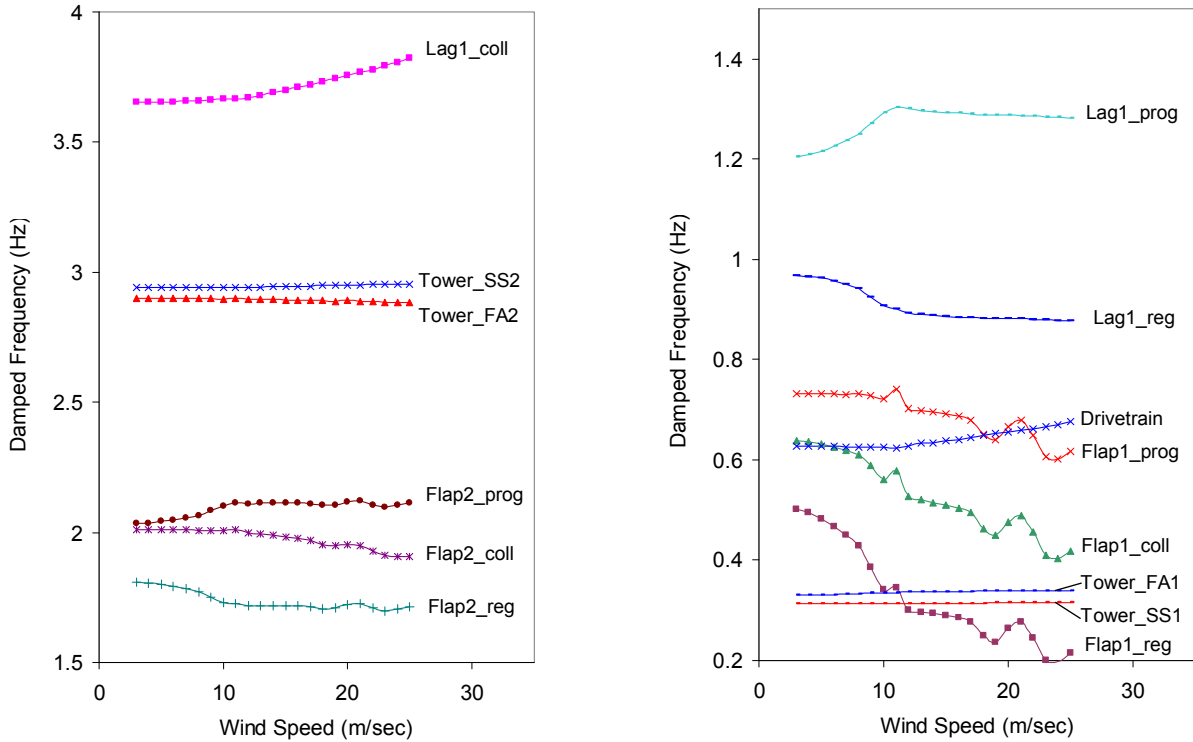 4
3.5
3
2.5
2
1.5
0
10
20
30
Damped Frequency (Hz)
Wind Speed (m/sec)
Lag1_coll
Tower_SS2
Tower_FA2
Flap2_prog
Flap2_coll
Flap2_reg
1.4
1.2
1
0.8
0.6
0.4
0.2
0
10
20
30
Damped Frequency (Hz)
Wind Speed (m/sec)
Lag1_prog
Lag1_reg
Drivetrain
Flap1_prog
Flap1_coll
Tower_FA1
Tower_SS1
Flap1_reg